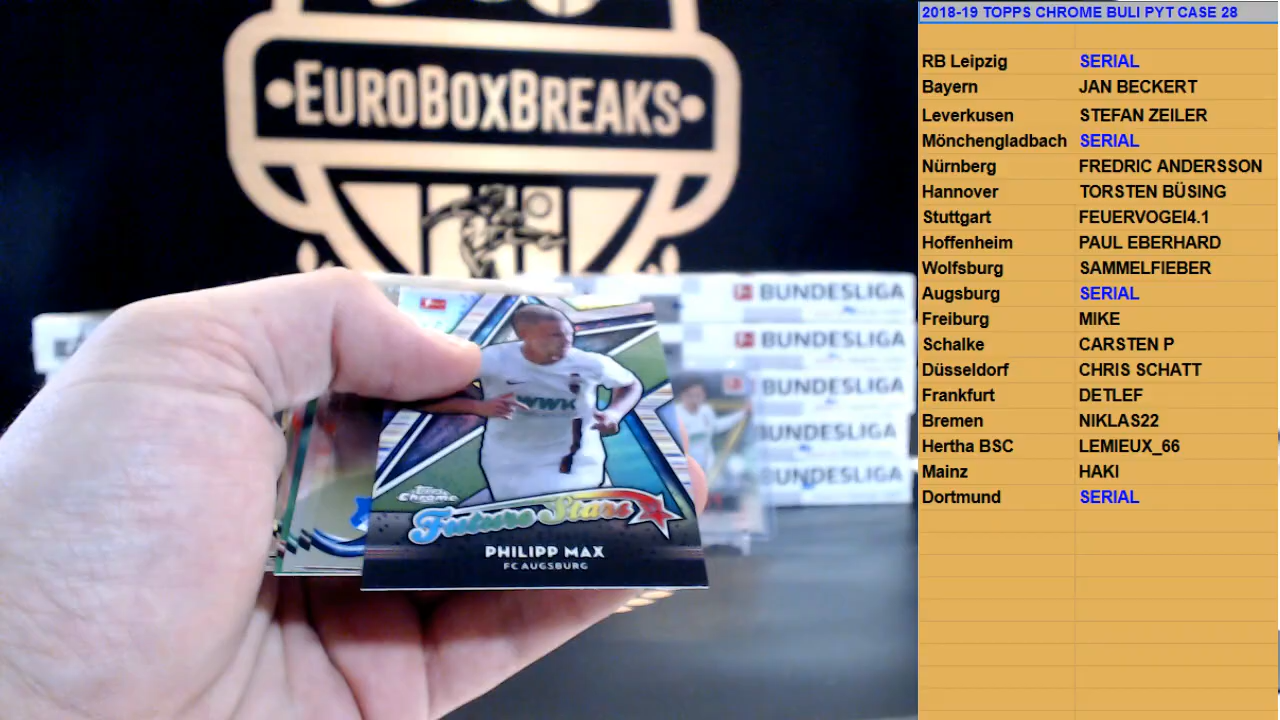 EUROBOXBREAKS
BUNDESLIGA
BUNDESLIGA
BUNDESLIGA
BUNDESLIGA
BUNDESLIGA
WWK
Topps Chrome
Future Stars
PHILIPP MAX
FC AUGSBURG
2018-19 TOPPS CHROME BULI PYT CASE 28
RB Leipzig SERIAL
Bayern JAN BECKERT
Leverkusen STEFAN ZEILER
Mönchengladbach SERIAL
Nürnberg FREDRIC ANDERSSON
Hannover TORSTEN BÜSING
Stuttgart FEUERVOGEl4.1
Hoffenheim PAUL EBERHARD
Wolfsburg SAMMELFIEBER
Augsburg SERIAL
Freiburg MIKE
Schalke CARSTEN P
Düsseldorf CHRIS SCHATT
Frankfurt DETLEF
Bremen NIKLAS22
Hertha BSC LEMIEUX_66
Mainz HAKI
Dortmund SERIAL